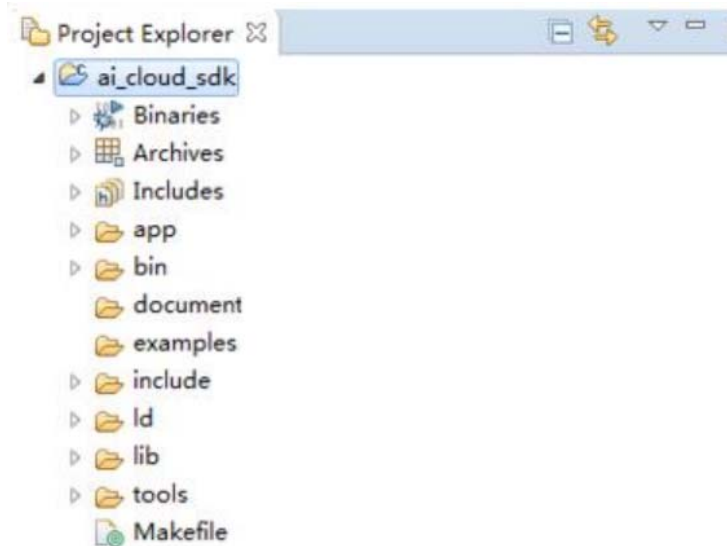 Project Explorer
ai_cloud_sdk
Binaries
Archives
Includes
app
bin
document
examples
include
ld
lib
tools
Makefile